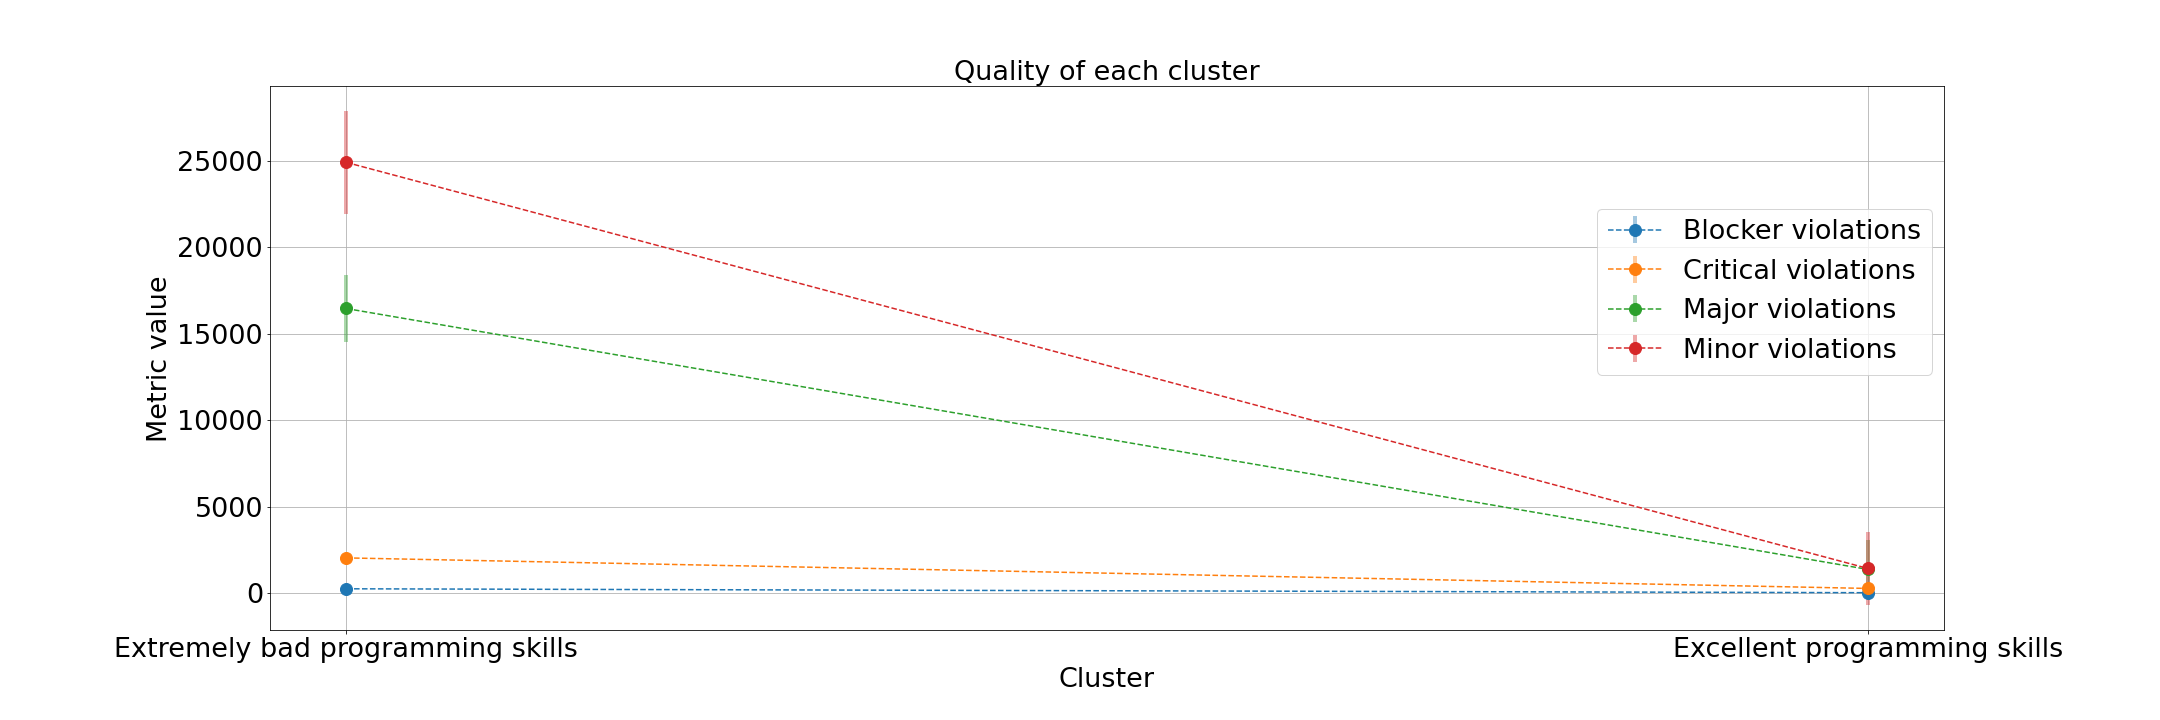 Quality of each cluster
Metric value
25000
20000
15000
10000
5000
0
Blocker violations
Critical violations
Major violations
Minor violations
Extremely bad programming skills
Excellent programming skills
Cluster